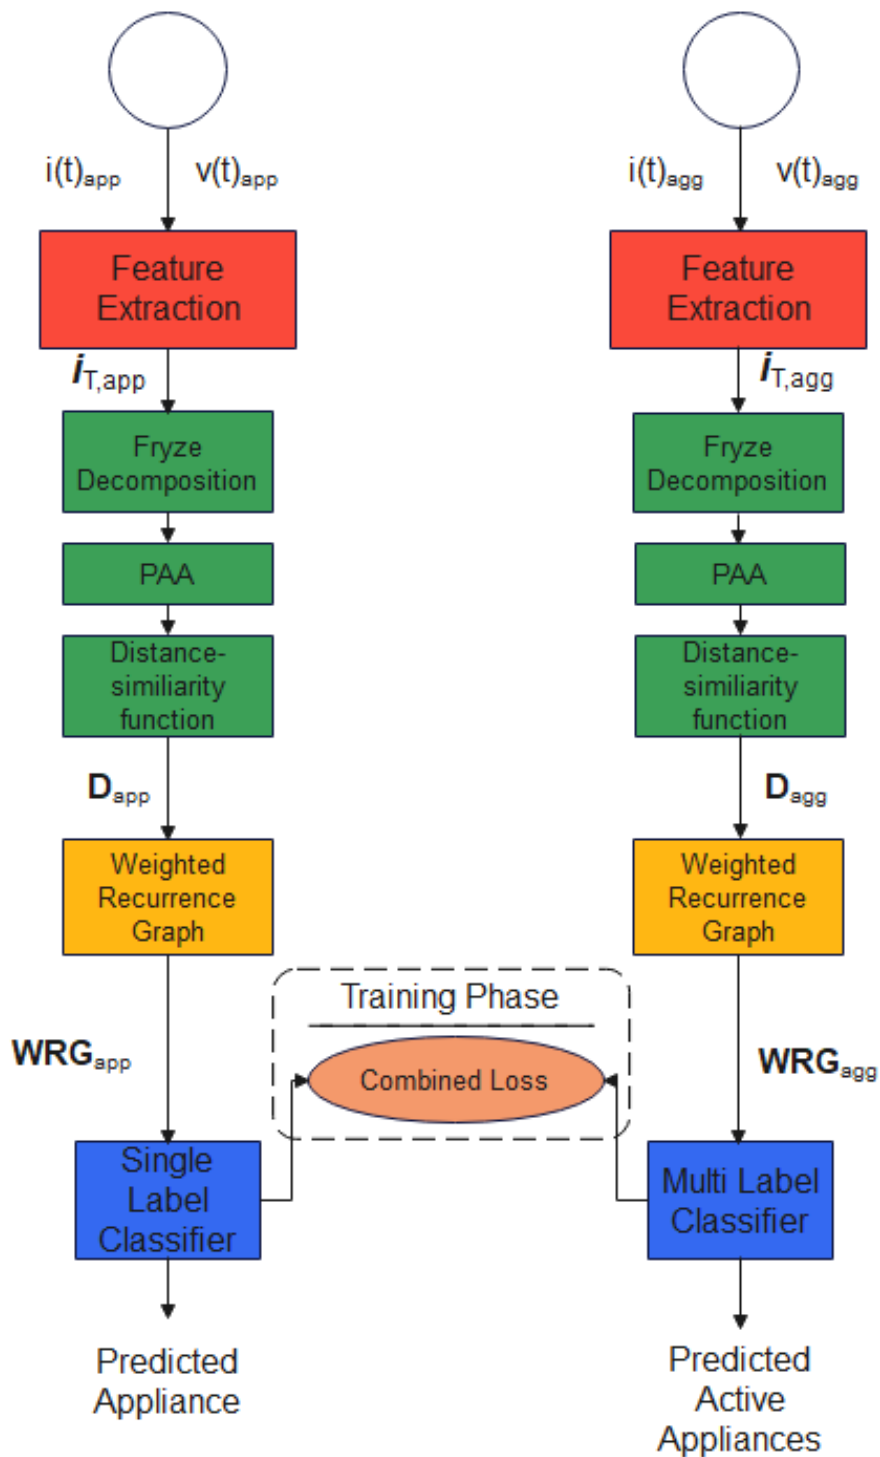 i(t)app v(t)app
Feature
Extraction
iT,app
Fryze
Decomposition
PAA
Distance-
similiarity
function
Dapp
Weighted
Recurrence
Graph
WRGapp
Single
Label
Classifier
Predicted
Appliance
Training Phase
Combined Loss
i(t)agg v(t)agg
Feature
Extraction
iT,agg
Fryze
Decomposition
PAA
Distance-
similiarity
function
Dagg
Weighted
Recurrence
Graph
WRGagg
Multi Label
Classifier
Predicted
Active
Appliances